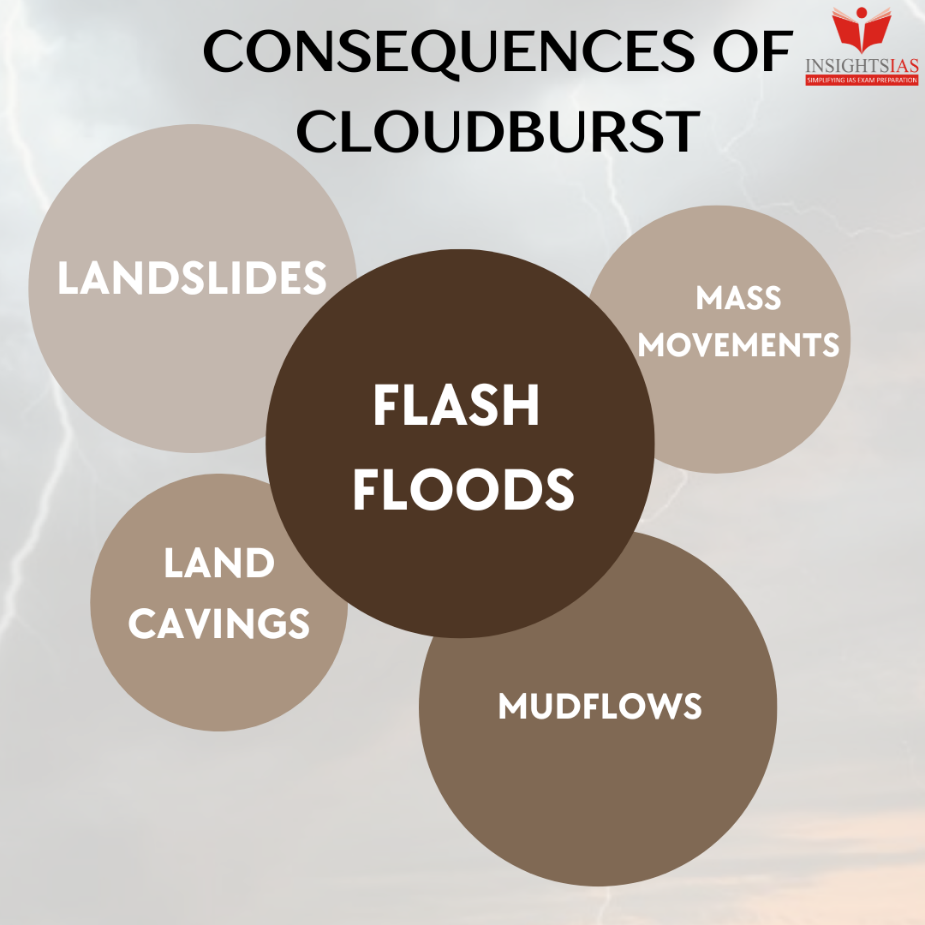 CONSEQUENCES OF
CLOUDBURST
INSIGHTSIAS
SIMPLIFYING IAS EXAM PREPARATION
LANDSLIDES
MASS
MOVEMENTS
FLASH
FLOODS
LAND
CAVINGS
MUDFLOWS